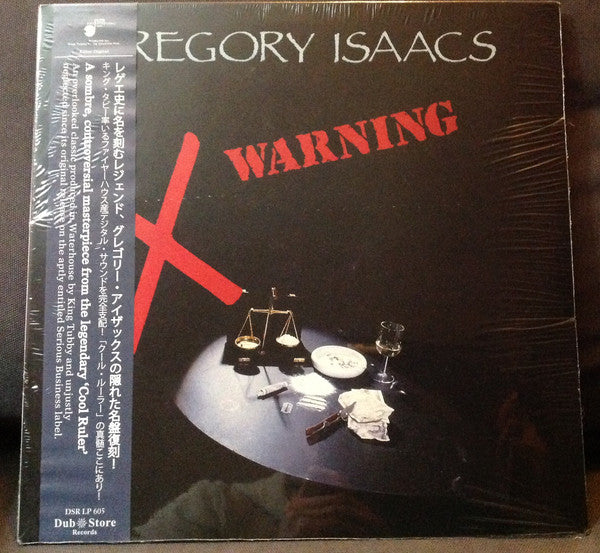 REGORY ISAACS
WARNING
レゲエ史に名を刻むレジェンド、グレゴリー・アイザックスの隠れた名盤復刻！
キング・タビー率いるファイヤーハウス産デジタル・サウンドを完全支配！「クール・ルーラー」の真髄ここにあり！
A sombre, controversial masterpiece from the legendary 'Cool Ruler'
An overlooked classic produced in Waterhouse by King Tubby and unjustly
neglected since its original release on the aptly entitled Serious Business label.
DSR LP 605
Dub Store
Records